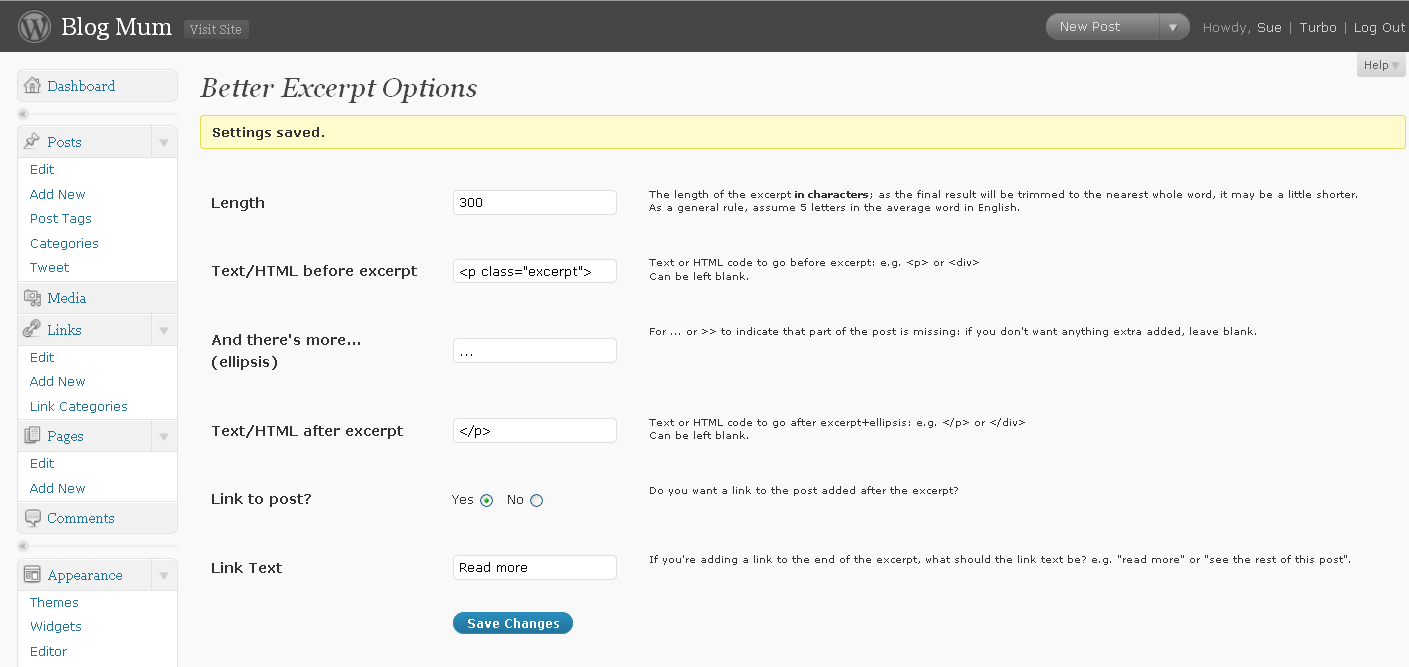 Blog Mum Visit Site New Post Howdy, Sue | Turbo | Log Out
Help
Dashboard
Posts
Edit
Add New
Post Tags
Categories
Tweet
Media
Links
Edit
Add New
Link Categories
Pages
Edit
Add New
Comments
Appearance
Themes
Widgets
Editor
Better Excerpt Options
Settings saved.
Length
300
The length of the excerpt in characters; as the final result will be trimmed to the nearest whole word, it may be a little shorter.
As a general rule, assume 5 letters in the average word in English.
Text/HTML before excerpt
<p class="excerpt">
Text or HTML code to go before excerpt: e.g. <p> or <div>
Can be left blank.
And there's more...
(ellipsis)
...
For ... or >> to indicate that part of the post is missing: if you don't want anything extra added, leave blank.
Text/HTML after excerpt
</p>
Text or HTML code to go after excerpt+ellipsis: e.g. </p> or </div>
Can be left blank.
Link to post?
Yes No
Do you want a link to the post added after the excerpt?
Link Text
Read more
If you're adding a link to the end of the excerpt, what should the link text be? e.g. "read more" or "see the rest of this post".
Save Changes